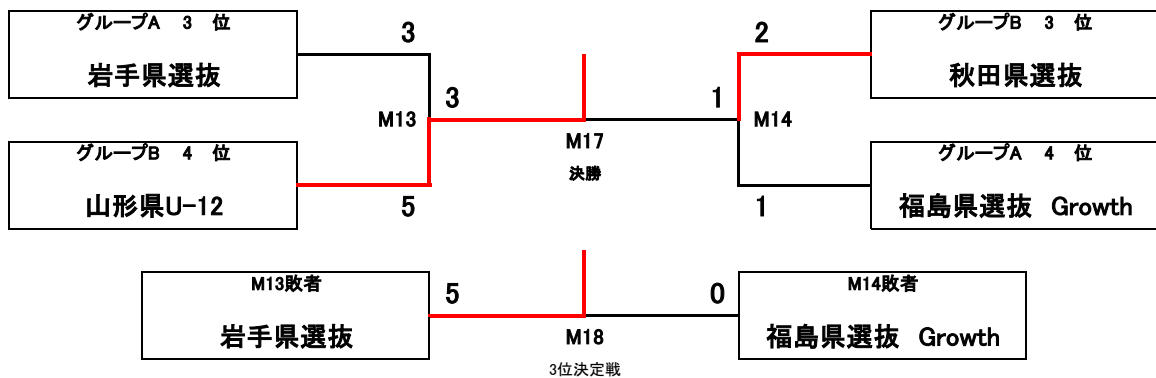 グループA 3 位
岩手県選抜
3
2
グループB 3 位
秋田県選抜
M13
3
1
M14
M17
決勝
グループB 4 位
山形県U-12
5
1
グループA 4 位
福島県選抜 Growth
M13敗者
岩手県選抜
5
0
M14敗者
福島県選抜 Growth
M18
3位決定戦